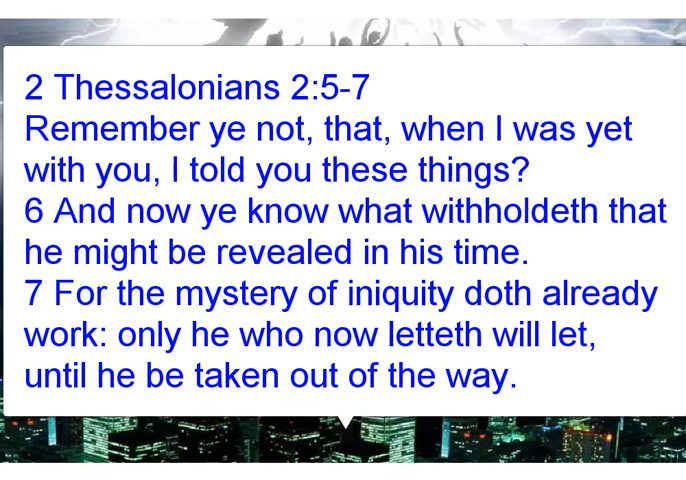 2 Thessalonians 2:5-7
Remember ye not, that, when I was yet
with you, I told you these things?
6 And now ye know what withholdeth that
he might be revealed in his time.
7 For the mystery of iniquity doth already
work: only he who now letteth will let,
until he be taken out of the way.